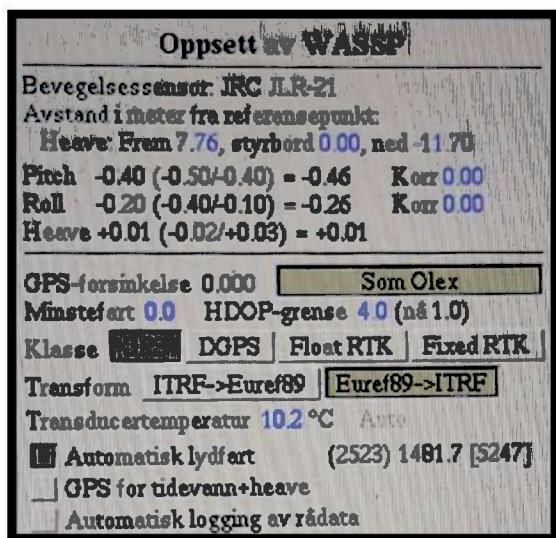 Oppsett av WASSP
Bevegelsessensor: JRC JLR-21
Avstand i meter fra referansepunkt:
Heave: Frem 7.76, styrbord 0.00, ned -11.70
Pitch -0.40 (-0.50/-0.40) = -0.46 Korr 0.00
Roll -0.20 (-0.40/-0.10) = -0.26 Korr 0.00
Heave +0.01 (-0.02/+0.03) = +0.01
GPS-forsinkelse 0.000 Som Olex
Minstefart 0.0 HDOP-grense 4.0 (nå 1.0)
Klasse DGPS Float RTK Fixed RTK
Transform ITRF->Euref89 Euref89->ITRF
Transducertemperatur 10.2 °C Auto
Automatisk lydfart (2523) 1481.7 [5247]
GPS for tidevann+heave
Automatisk logging av rådata